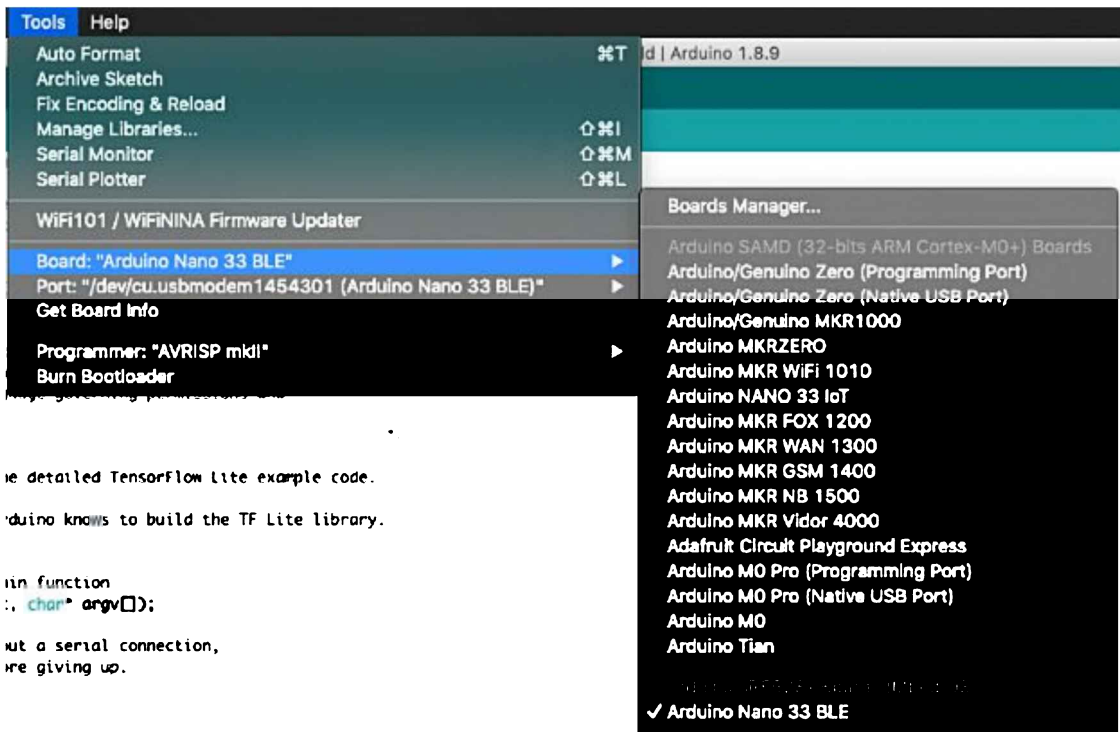 Tools Help
Auto Format ⌘T
Archive Sketch
Fix Encoding & Reload
Manage Libraries... ⇧⌘I
Serial Monitor ⇧⌘M
Serial Plotter ⇧⌘L
WiFi101 / WiFiNINA Firmware Updater
Board: "Arduino Nano 33 BLE"
Port: "/dev/cu.usbmodem1454301 (Arduino Nano 33 BLE)"
Get Board Info
Programmer: "AVRISP mkII"
Burn Bootloader
ld | Arduino 1.8.9
Boards Manager...
Arduino SAMD (32-bits ARM Cortex-M0+) Boards
Arduino/Genuino Zero (Programming Port)
Arduino/Genuino Zero (Native USB Port)
Arduino/Genuino MKR1000
Arduino MKRZERO
Arduino MKR WiFi 1010
Arduino NANO 33 IoT
Arduino MKR FOX 1200
Arduino MKR WAN 1300
Arduino MKR GSM 1400
Arduino MKR NB 1500
Arduino MKR Vidor 4000
Adafruit Circuit Playground Express
Arduino M0 Pro (Programming Port)
Arduino M0 Pro (Native USB Port)
Arduino M0
Arduino Tian
✓ Arduino Nano 33 BLE
detailed TensorFlow Lite example code.
knows to build the TF Lite library.
function
char* argv[]);
a serial connection,
giving up.